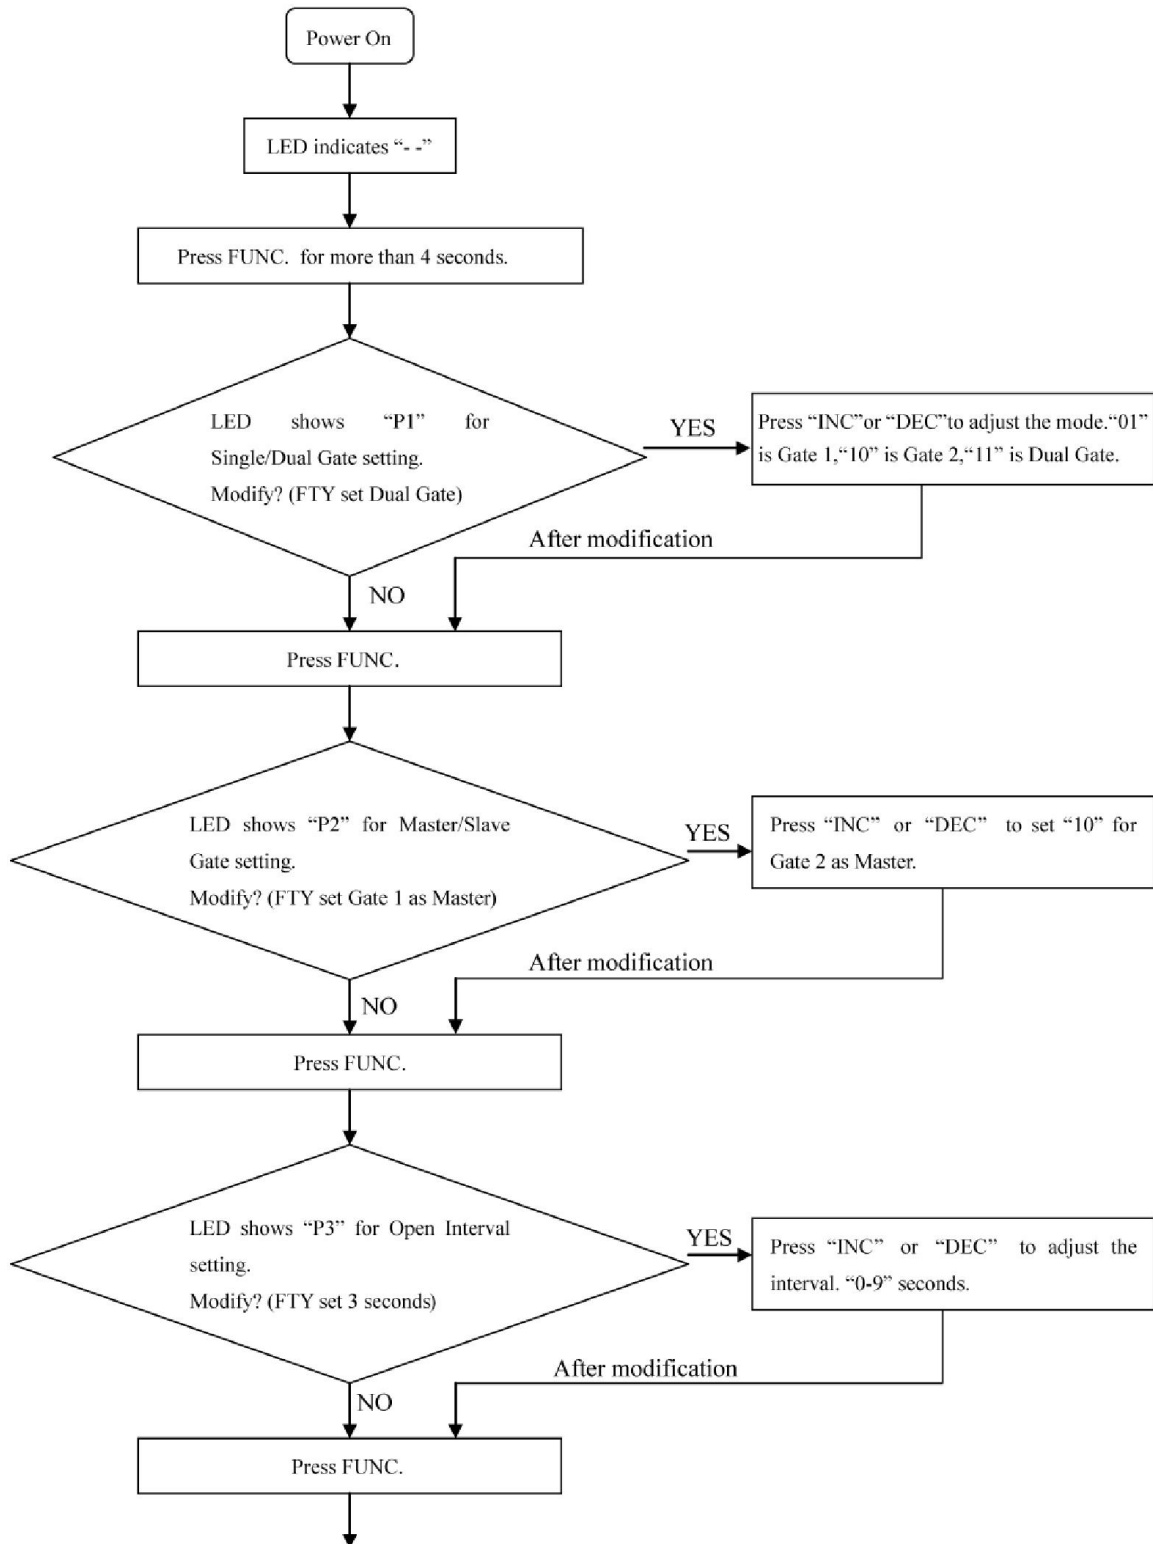 Power On
LED indicates “- -”
Press FUNC. for more than 4 seconds.
LED shows “P1” for
Single/Dual Gate setting.
Modify? (FTY set Dual Gate)
YES
Press “INC”or “DEC”to adjust the mode.“01”
is Gate 1,“10” is Gate 2,“11” is Dual Gate.
After modification
NO
Press FUNC.
LED shows “P2” for Master/Slave
Gate setting.
Modify? (FTY set Gate 1 as Master)
YES
Press “INC” or “DEC” to set “10” for
Gate 2 as Master.
After modification
NO
Press FUNC.
LED shows “P3” for Open Interval
setting.
Modify? (FTY set 3 seconds)
YES
Press “INC” or “DEC” to adjust the
interval. “0-9” seconds.
After modification
NO
Press FUNC.